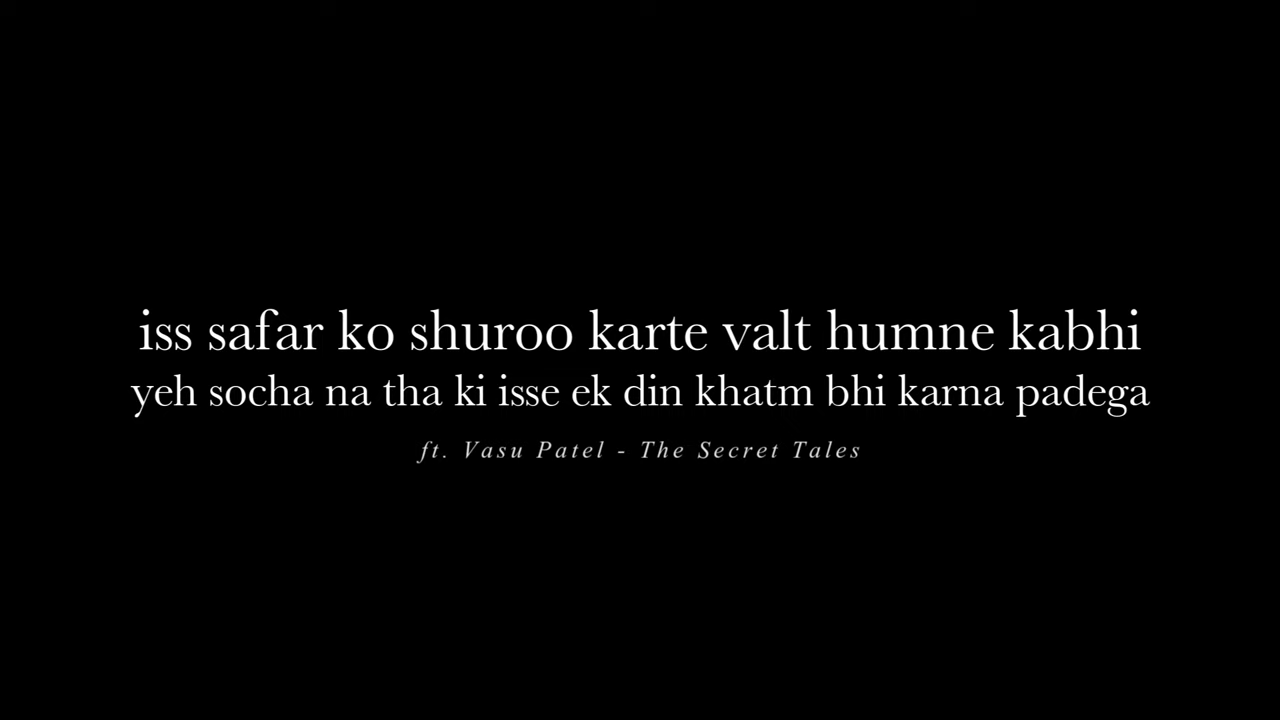 iss safar ko shuroo karte valt humne kabhi
yeh socha na tha ki isse ek din khatm bhi karna padega
ft. Vasu Patel - The Secret Tales